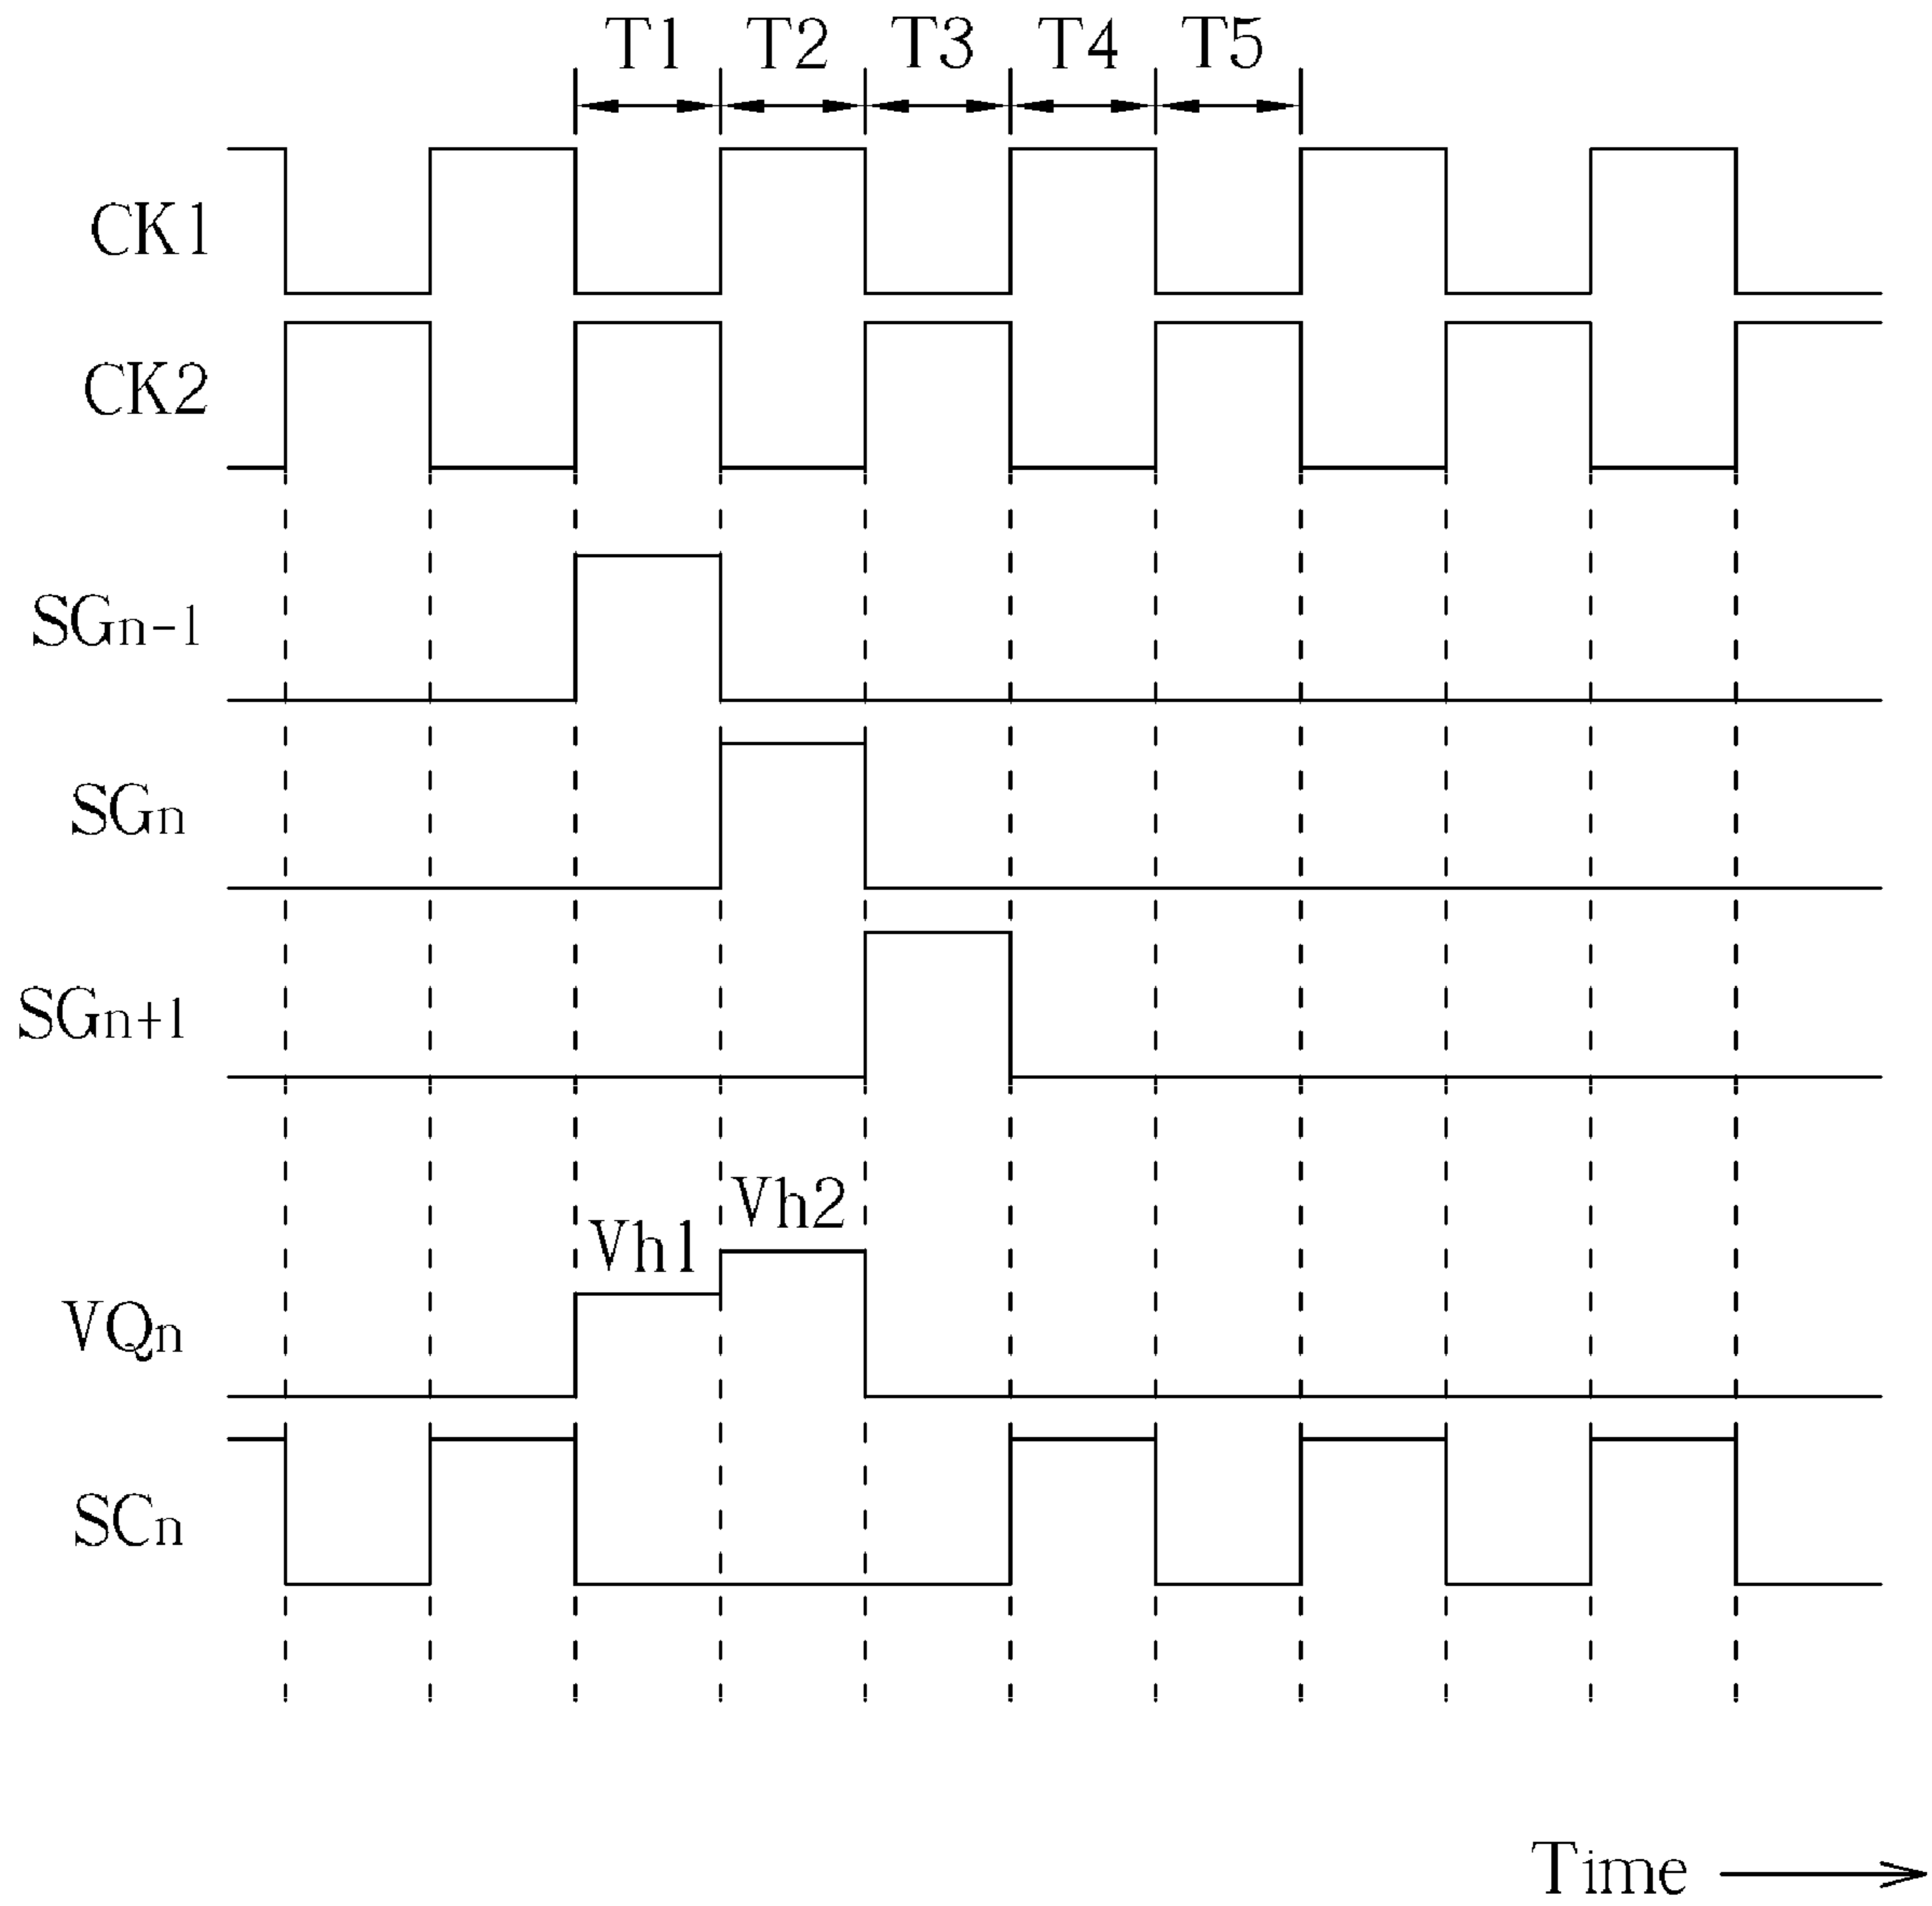 T1 T2 T3 T4 T5
CK1
CK2
SGn-1
SGn
SGn+1
Vh1 Vh2
VQn
SCn
Time